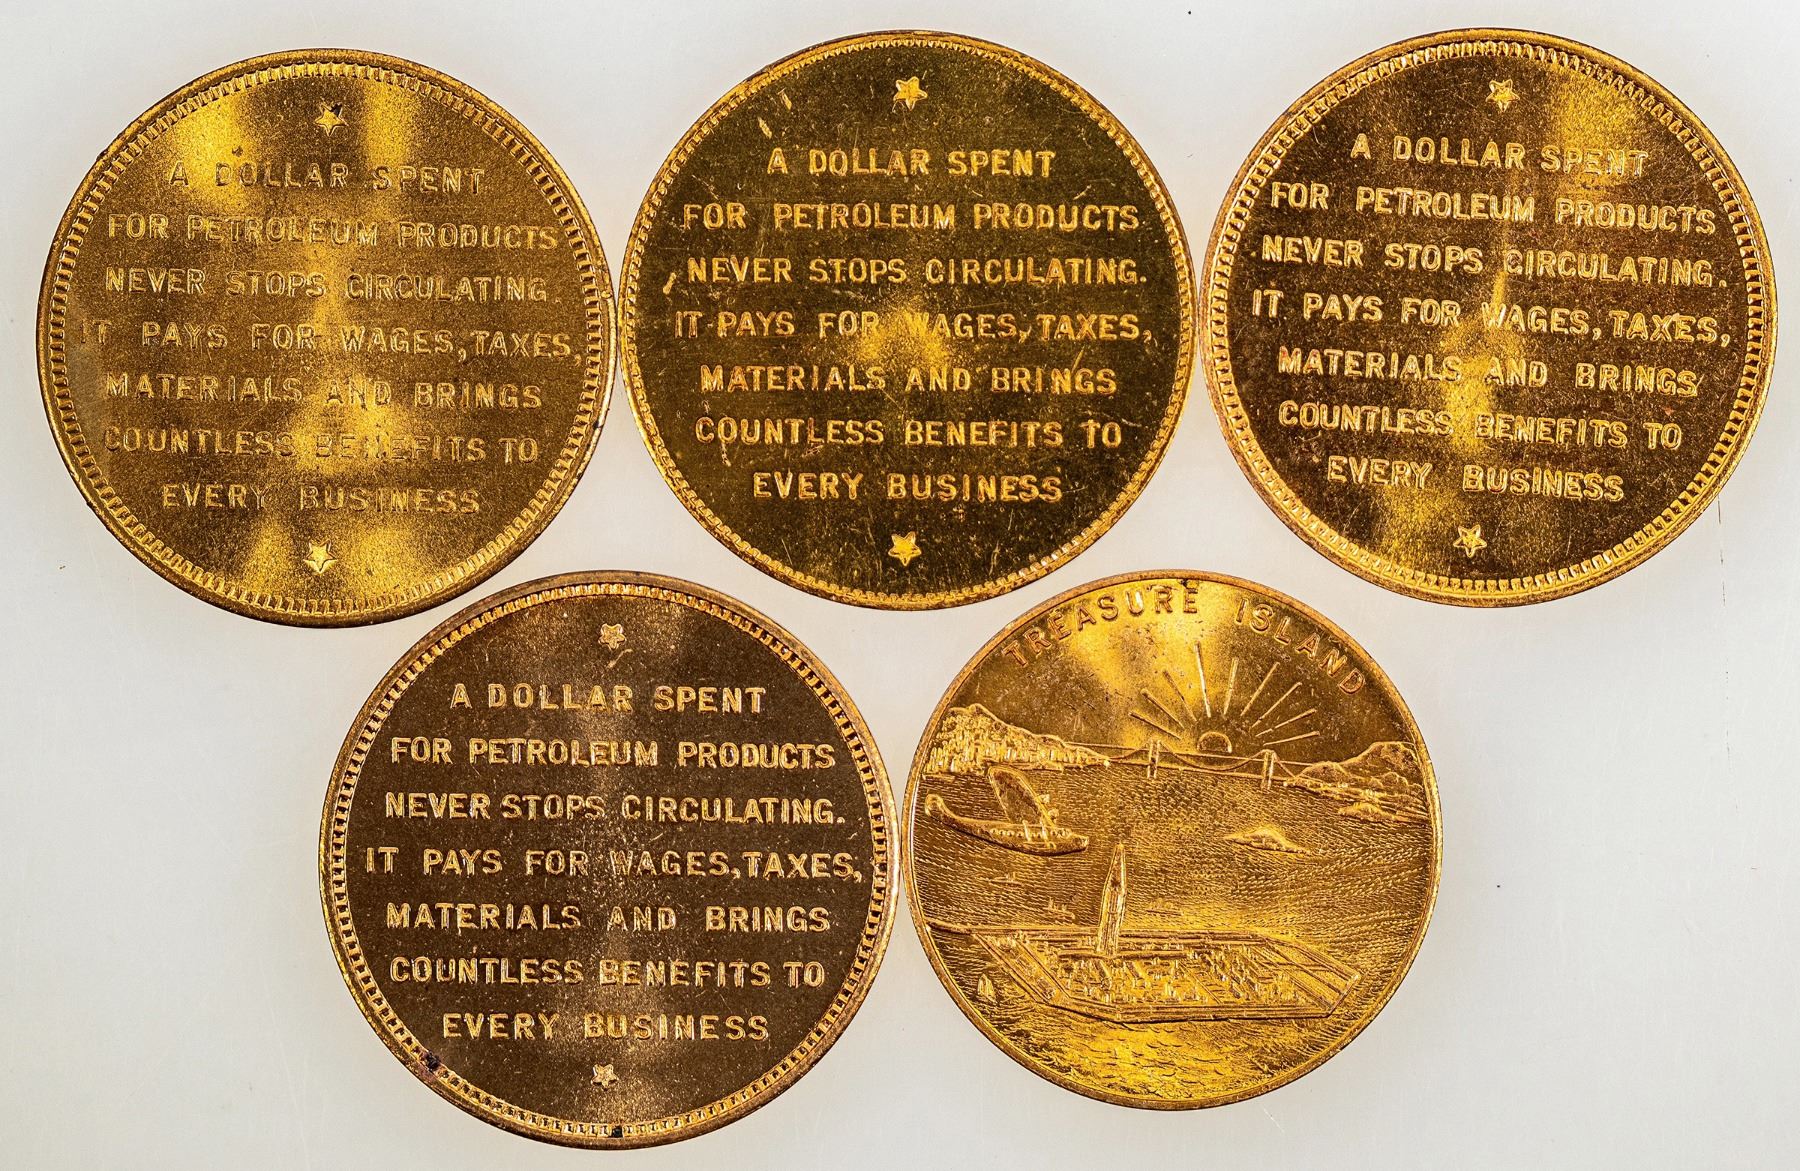 A DOLLAR SPENT
FOR PETROLEUM PRODUCTS
NEVER STOPS CIRCULATING.
IT PAYS FOR WAGES, TAXES,
MATERIALS AND BRINGS
COUNTLESS BENEFITS TO
EVERY BUSINESS
A DOLLAR SPENT
FOR PETROLEUM PRODUCTS
NEVER STOPS CIRCULATING.
IT PAYS FOR WAGES, TAXES,
MATERIALS AND BRINGS
COUNTLESS BENEFITS TO
EVERY BUSINESS
A DOLLAR SPENT
FOR PETROLEUM PRODUCTS
NEVER STOPS CIRCULATING.
IT PAYS FOR WAGES, TAXES,
MATERIALS AND BRINGS
COUNTLESS BENEFITS TO
EVERY BUSINESS
A DOLLAR SPENT
FOR PETROLEUM PRODUCTS
NEVER STOPS CIRCULATING.
IT PAYS FOR WAGES, TAXES,
MATERIALS AND BRINGS
COUNTLESS BENEFITS TO
EVERY BUSINESS
TREASURE ISLAND